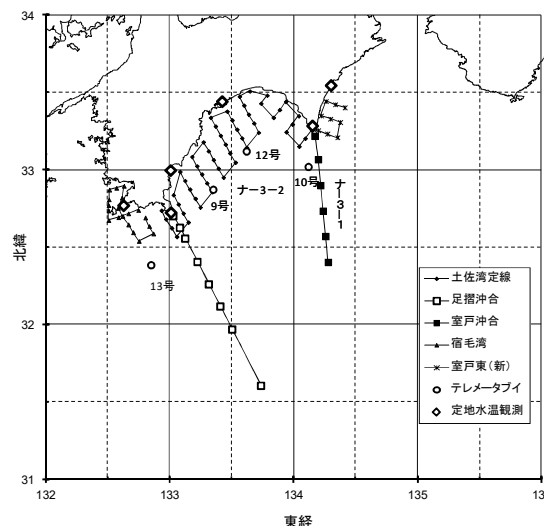 34
33
32
31
北緯
132
133
134
135
13
東経
12号
10号
9号
13号
ナー3ー2
ナー3ー1
土佐湾定線
足摺沖合
室戸沖合
宿毛湾
室戸東(新)
テレメータブイ
定地水温観測